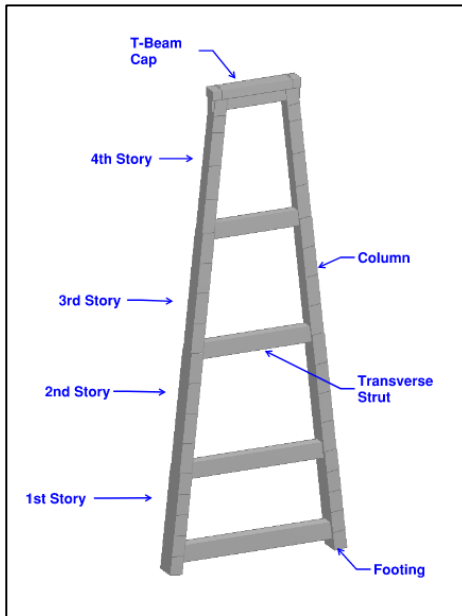 T-Beam
Cap
4th Story
Column
3rd Story
Transverse
Strut
2nd Story
1st Story
Footing